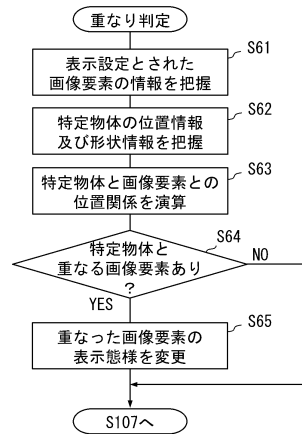 重なり判定
S61
表示設定とされた
画像要素の情報を把握
S62
特定物体の位置情報
及び形状情報を把握
S63
特定物体と画像要素との
位置関係を演算
S64
特定物体と
重なる画像要素あり
?
NO
YES
S65
重なった画像要素の
表示態様を変更
S107へ